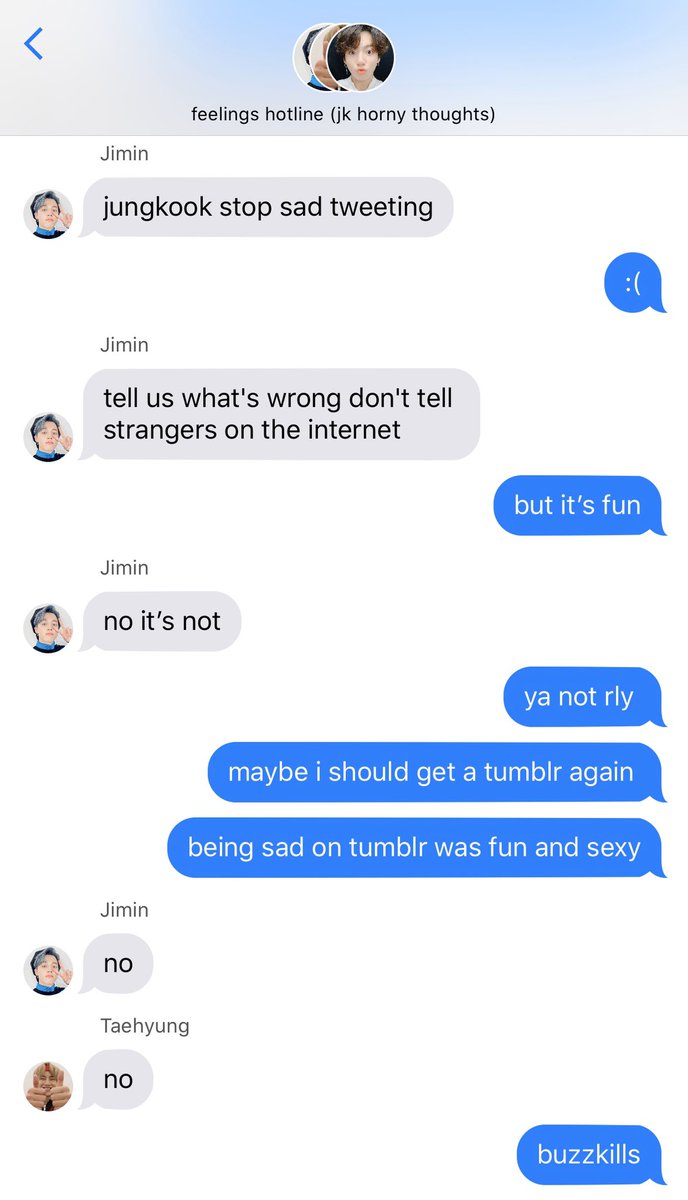 feelings hotline (jk horny thoughts)
Jimin
jungkook stop sad tweeting
:(
Jimin
tell us what's wrong don't tell
strangers on the internet
but it’s fun
Jimin
no it’s not
ya not rly
maybe i should get a tumblr again
being sad on tumblr was fun and sexy
Jimin
no
Taehyung
no
buzzkills